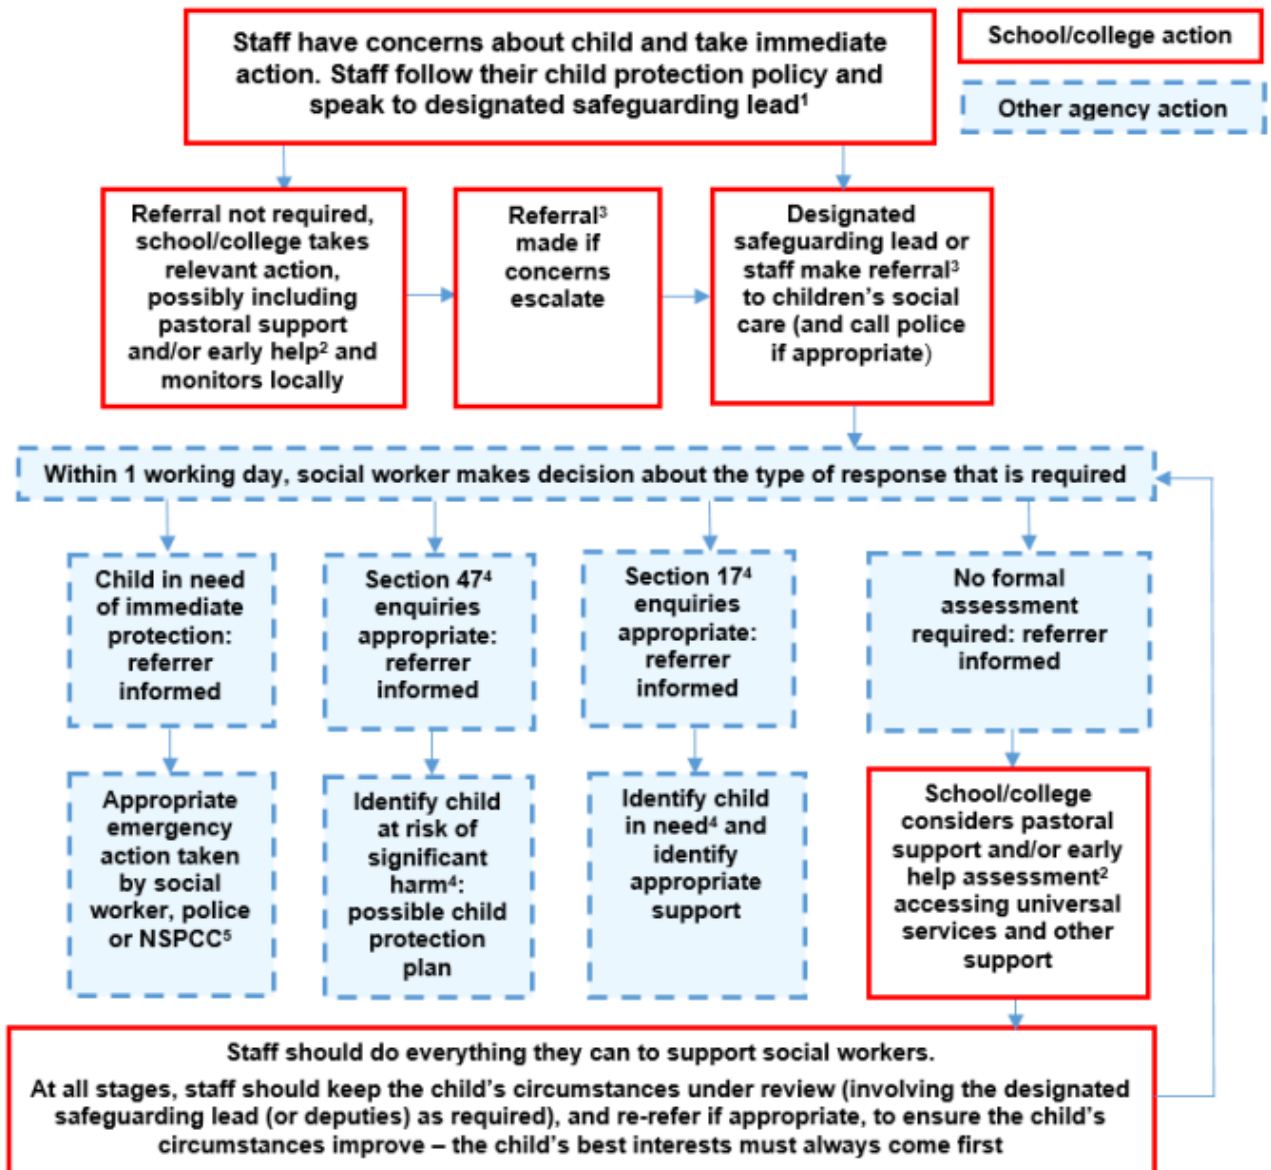 Staff have concerns about child and take immediate
action. Staff follow their child protection policy and
speak to designated safeguarding lead¹
School/college action
Other agency action
Referral not required,
school/college takes
relevant action,
possibly including
pastoral support
and/or early help² and
monitors locally
Referral³
made if
concerns
escalate
Designated
safeguarding lead or
staff make referral³
to children's social
care (and call police
if appropriate)
Within 1 working day, social worker makes decision about the type of response that is required
Child in need
of immediate
protection:
referrer
informed
Section 47⁴
enquiries
appropriate:
referrer
informed
Section 17⁴
enquiries
appropriate:
referrer
informed
No formal
assessment
required: referrer
informed
Appropriate
emergency
action taken
by social
worker, police
or NSPCC⁵
Identify child
at risk of
significant
harm⁴:
possible child
protection
plan
Identify child
in need⁴ and
identify
appropriate
support
School/college
considers pastoral
support and/or early
help assessment²
accessing universal
services and other
support
Staff should do everything they can to support social workers.
At all stages, staff should keep the child's circumstances under review (involving the designated
safeguarding lead (or deputies) as required), and re-refer if appropriate, to ensure the child's
circumstances improve – the child's best interests must always come first